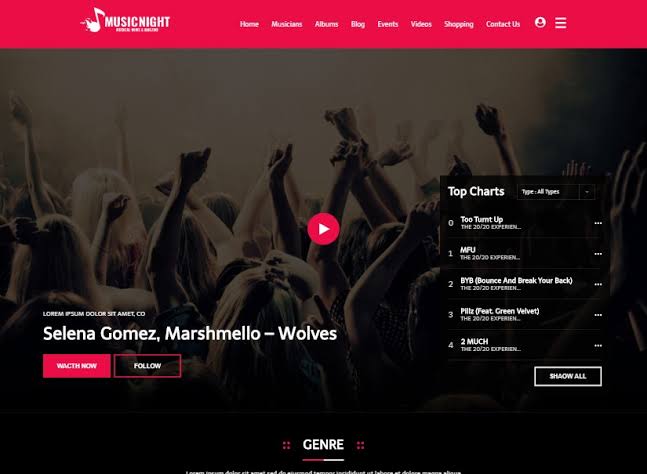 MUSICNIGHT
MUSICAL NEWS & BLOGERS
Home Musicians Albums Blog Events Videos Shopping Contact Us
Top Charts
Type : All Types
0 Too Turnt Up
THE 20/20 EXPERIEN...
1 MFU
THE 20/20 EXPERIEN...
2 BYB (Bounce And Break Your Back)
THE 20/20 EXPERIEN...
3 Pillz (Feat. Green Velvet)
THE 20/20 EXPERIEN...
4 2 MUCH
THE 20/20 EXPERIEN...
SHAOW ALL
LOREM IPSUM DOLOR SIT AMET, CO
Selena Gomez, Marshmello – Wolves
WACTH NOW FOLLOW
GENRE
Lorem ipsum dolor sit amet sed do eiusmod tempor incididunt ut labore et dolore magna aliqua